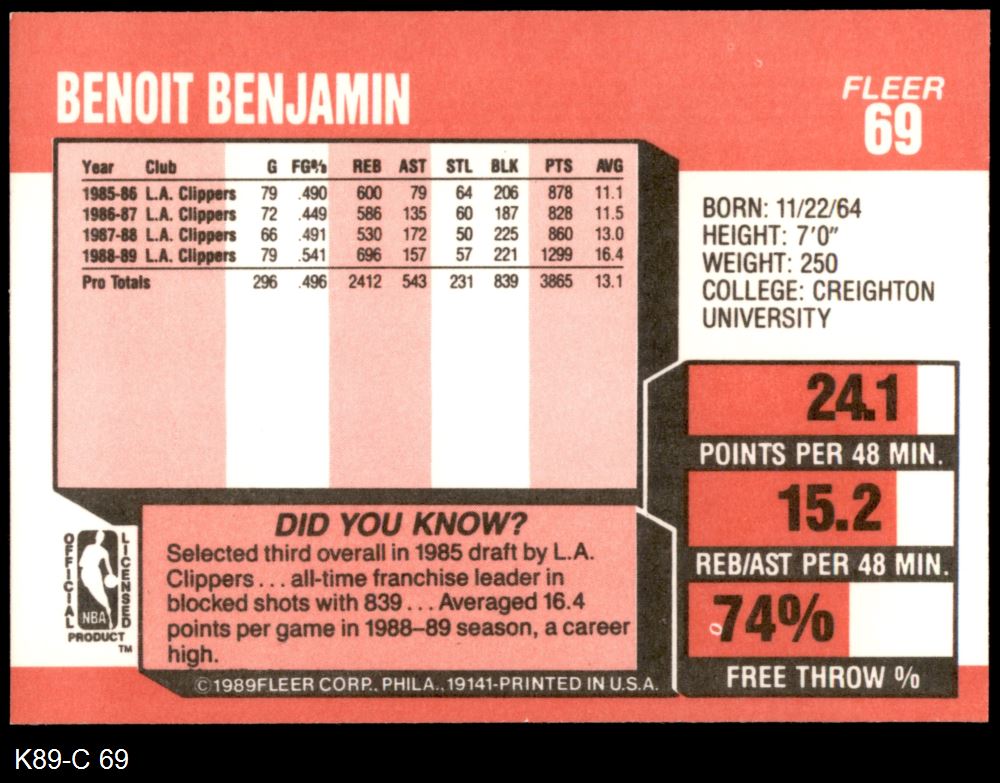 BENOIT BENJAMIN
FLEER
69
Year Club G FG% REB AST STL BLK PTS AVG
1985-86 L.A. Clippers 79 .490 600 79 64 206 878 11.1
1986-87 L.A. Clippers 72 .449 586 135 60 187 828 11.5
1987-88 L.A. Clippers 66 .491 530 172 50 225 860 13.0
1988-89 L.A. Clippers 79 .541 696 157 57 221 1299 16.4
Pro Totals 296 .496 2412 543 231 839 3865 13.1
BORN: 11/22/64
HEIGHT: 7'0"
WEIGHT: 250
COLLEGE: CREIGHTON
UNIVERSITY
24.1
POINTS PER 48 MIN.
15.2
REB/AST PER 48 MIN.
74%
FREE THROW %
DID YOU KNOW?
Selected third overall in 1985 draft by L.A.
Clippers . . . all-time franchise leader in
blocked shots with 839 . . . Averaged 16.4
points per game in 1988–89 season, a career
high.
OFFICIAL
LICENSED
NBA
PRODUCT
TM
©1989 FLEER CORP., PHILA., 19141-PRINTED IN U.S.A.
K89-C 69